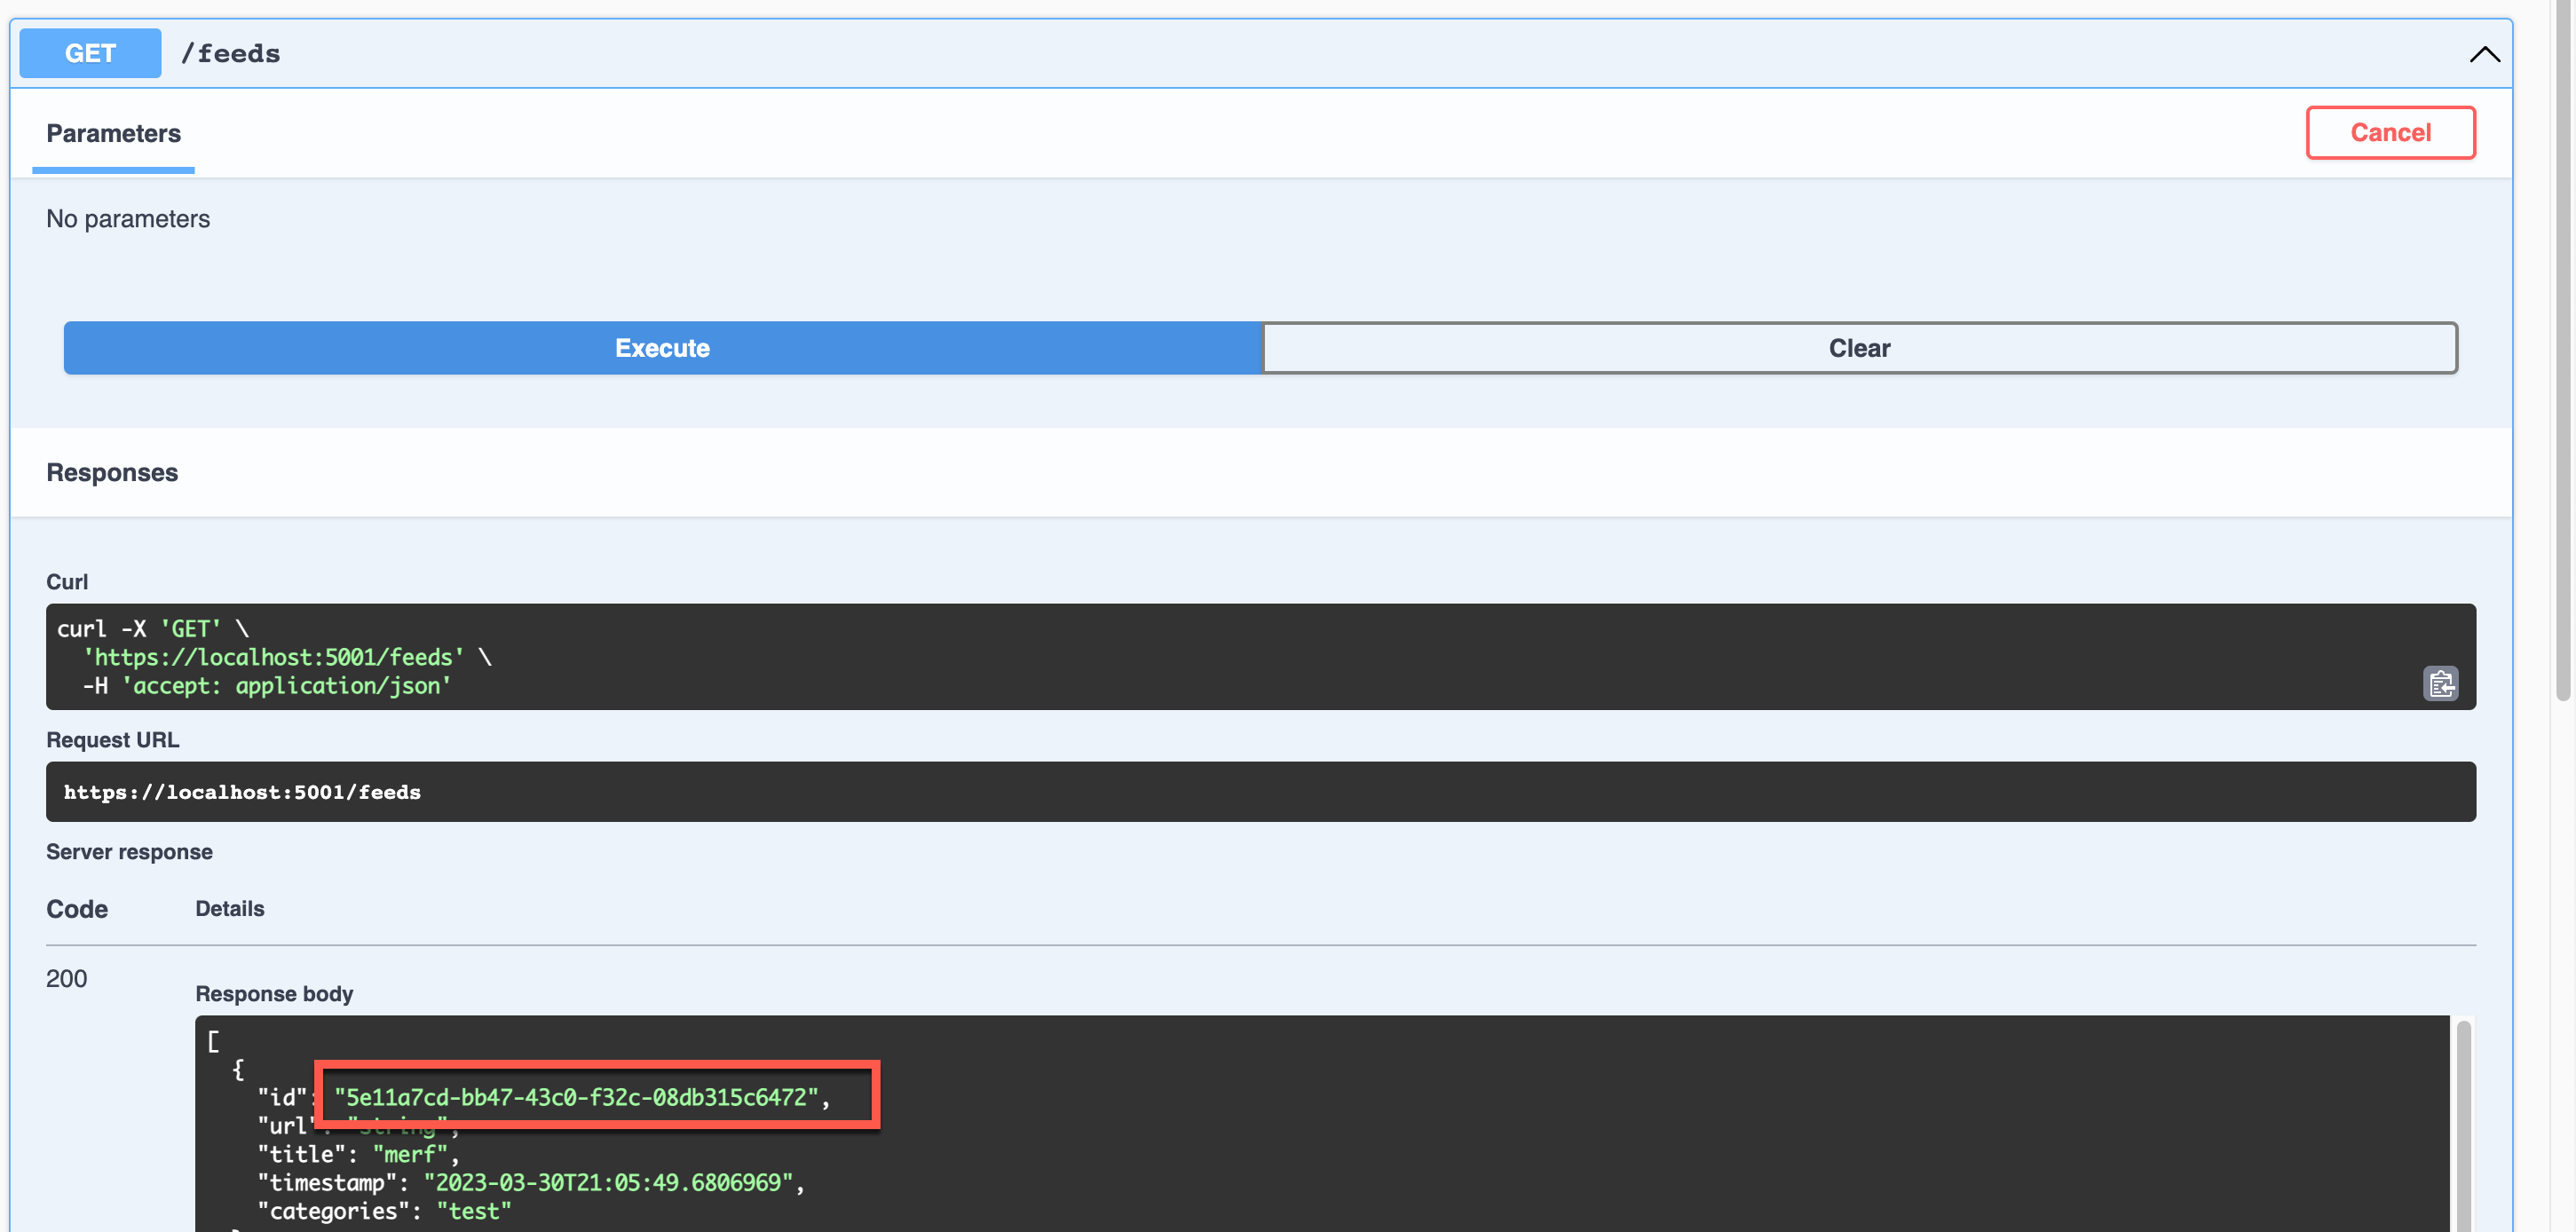 GET /feeds
Parameters
Cancel
No parameters
Execute
Clear
Responses
Curl
curl -X 'GET' \
  'https://localhost:5001/feeds' \
  -H 'accept: application/json'
Request URL
https://localhost:5001/feeds
Server response
Code Details
200
Response body
[
  {
    "id": "5e11a7cd-bb47-43c0-f32c-08db315c6472",
    "url": "string",
    "title": "merf",
    "timestamp": "2023-03-30T21:05:49.6806969",
    "categories": "test"